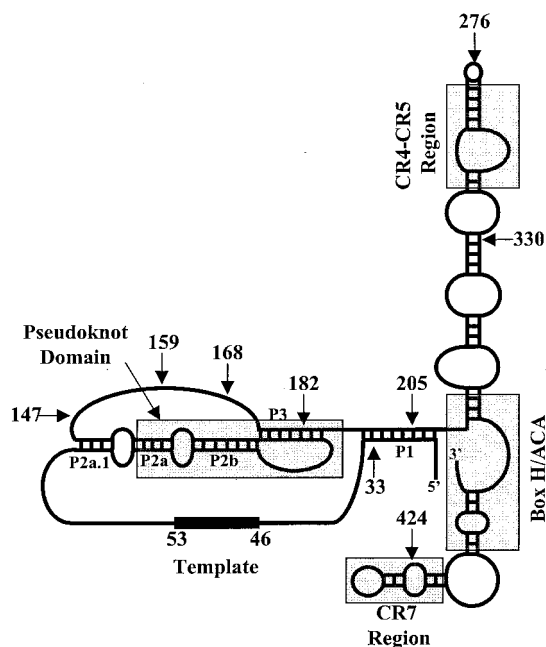 276
CR4-CR5
Region
330
Pseudoknot
Domain
159
168
147
P3
182
205
P2a.1
P2a
P2b
P1
33
5'
3'
Box H/ACA
53
46
Template
424
CR7
Region